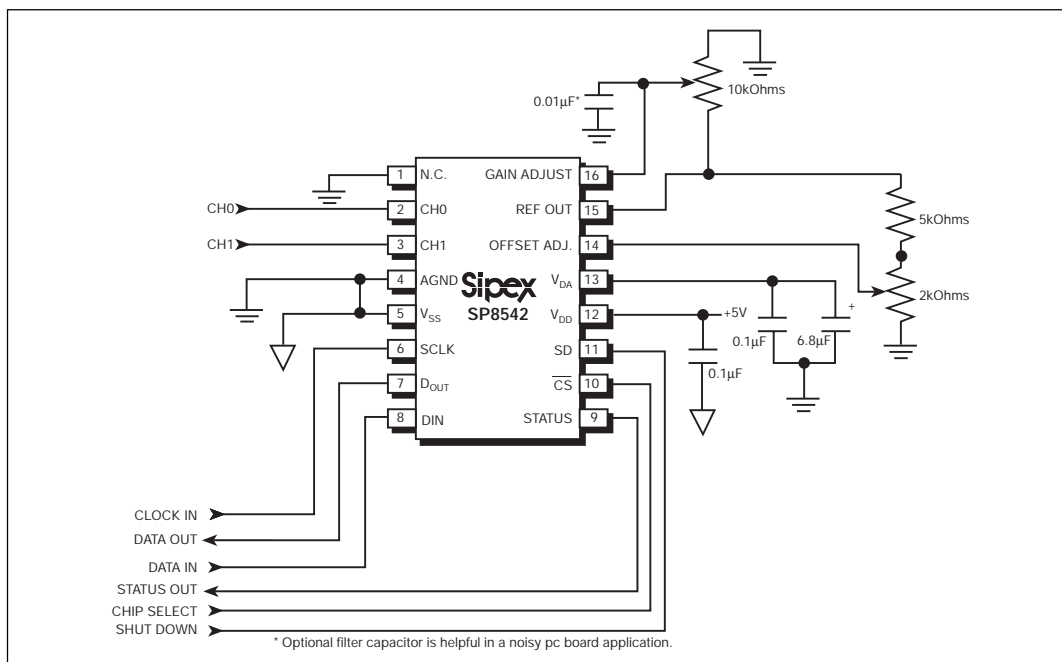 10kOhms
0.01µF*
1 N.C. GAIN ADJUST 16
CH0 2 CH0 REF OUT 15
5kOhms
CH1 3 CH1 OFFSET ADJ. 14
4 AGND Sipex V_DA 13
2kOhms
SP8542
5 V_SS V_DD 12 +5V
+
0.1µF 6.8µF
6 SCLK SD 11
0.1µF
7 D_OUT CS 10
8 DIN STATUS 9
CLOCK IN
DATA OUT
DATA IN
STATUS OUT
CHIP SELECT
SHUT DOWN
* Optional filter capacitor is helpful in a noisy pc board application.